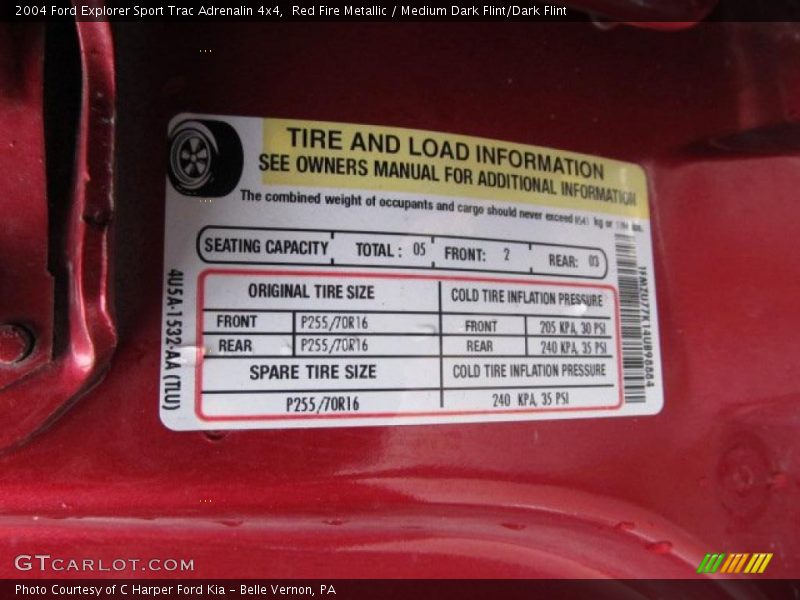 2004 Ford Explorer Sport Trac Adrenalin 4x4,  Red Fire Metallic / Medium Dark Flint/Dark Flint
TIRE AND LOAD INFORMATION
SEE OWNERS MANUAL FOR ADDITIONAL INFORMATION
The combined weight of occupants and cargo should never exceed kg or
SEATING CAPACITY TOTAL : 05 FRONT: 2 REAR: 03
ORIGINAL TIRE SIZE COLD TIRE INFLATION PRESSURE
FRONT P255/70R16 FRONT 205 KPA, 30 PSI
REAR P255/70R16 REAR 240 KPA, 35 PSI
SPARE TIRE SIZE COLD TIRE INFLATION PRESSURE
P255/70R16 240 KPA, 35 PSI
4U5A-1532-AA (TLU)
GTCARLOT.COM
Photo Courtesy of C Harper Ford Kia – Belle Vernon, PA